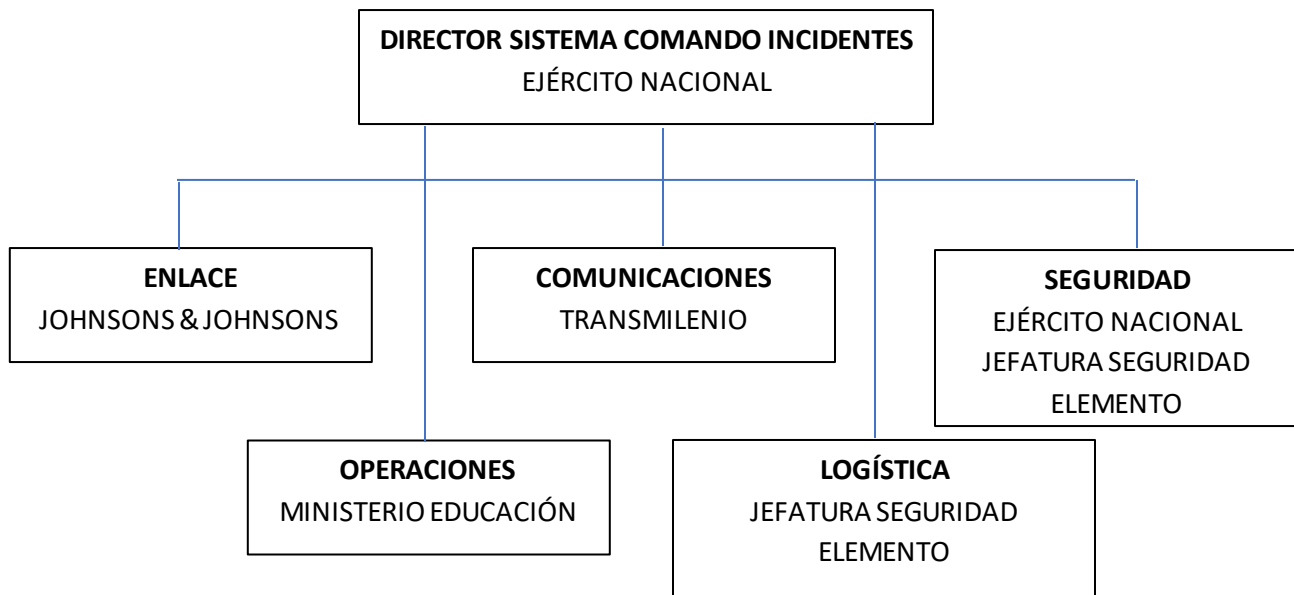 DIRECTOR SISTEMA COMANDO INCIDENTES
EJÉRCITO NACIONAL
ENLACE
JOHNSONS & JOHNSONS
COMUNICACIONES
TRANSMILENIO
SEGURIDAD
EJÉRCITO NACIONAL
JEFATURA SEGURIDAD
ELEMENTO
OPERACIONES
MINISTERIO EDUCACIÓN
LOGÍSTICA
JEFATURA SEGURIDAD
ELEMENTO